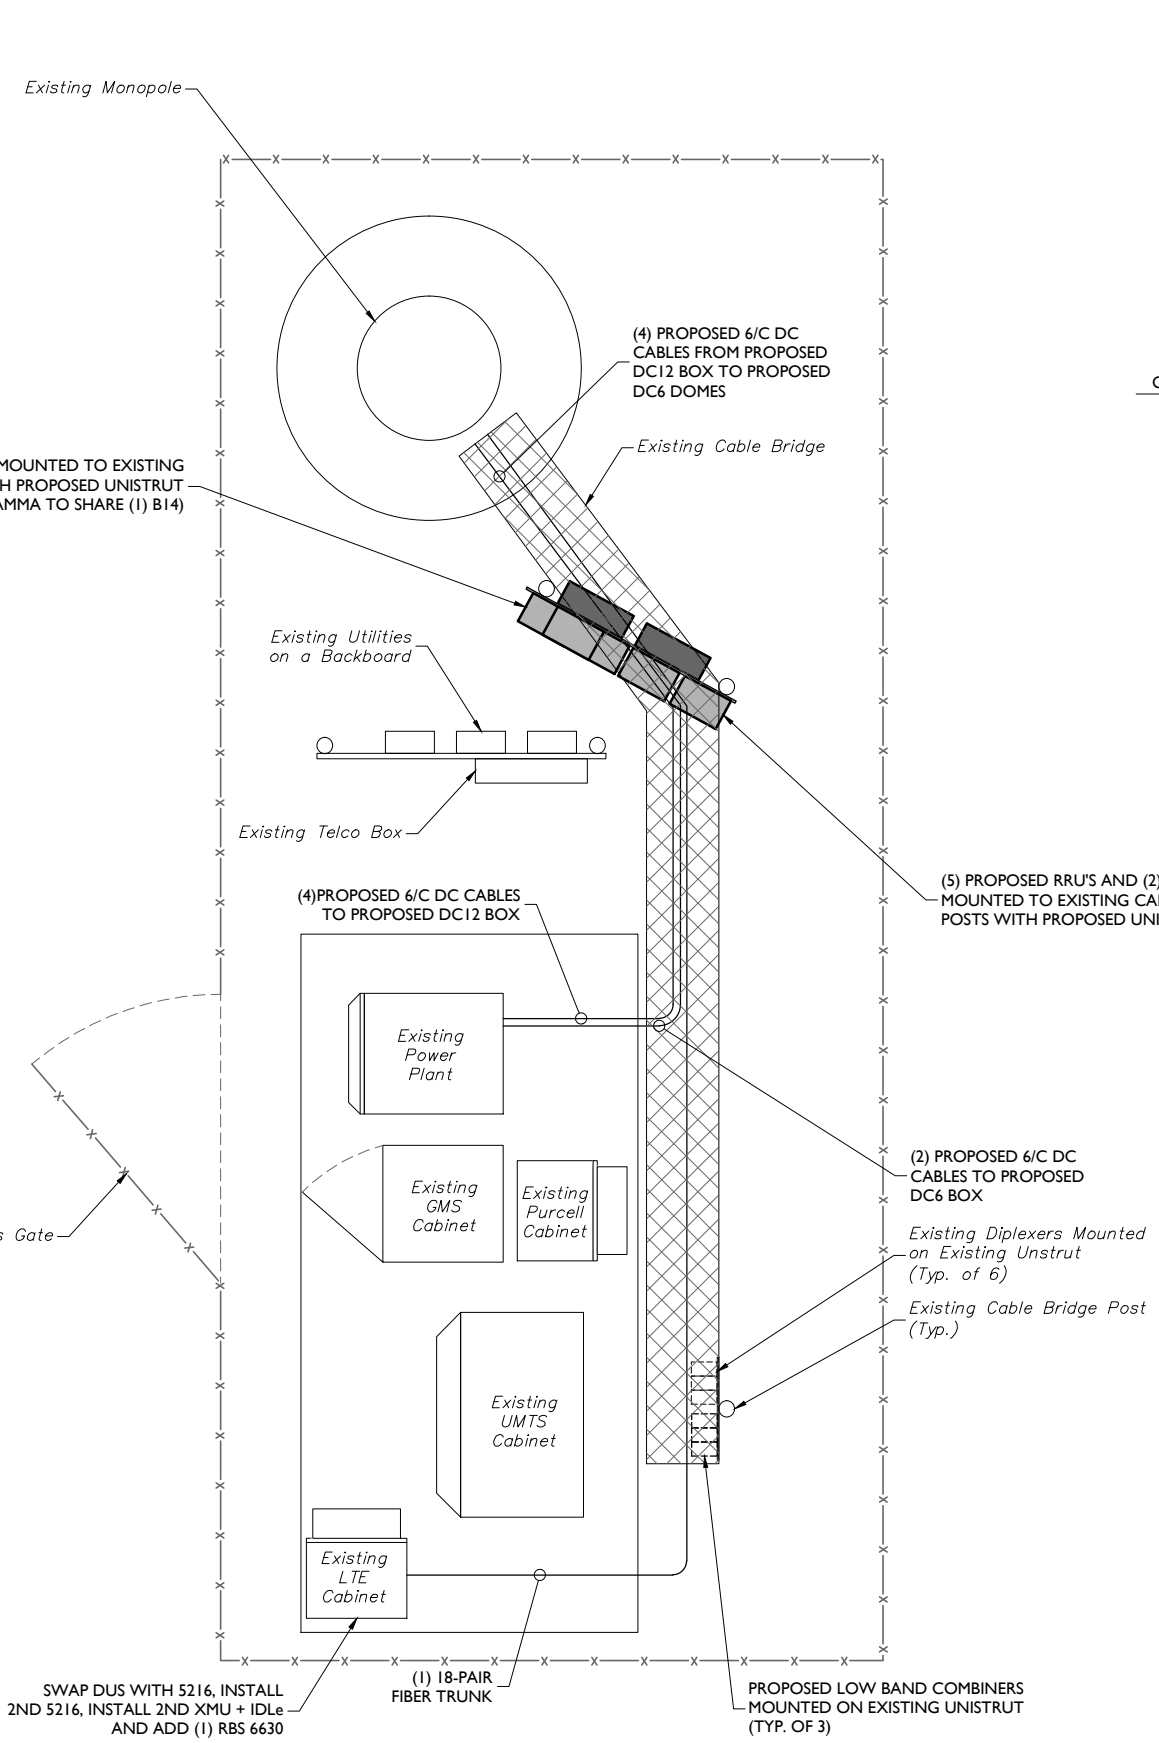 Existing Monopole
(4) PROPOSED 6/C DC
CABLES FROM PROPOSED
DC12 BOX TO PROPOSED
DC6 DOMES
Existing Cable Bridge
MOUNTED TO EXISTING
H PROPOSED UNISTRUT
AMMA TO SHARE (1) B14)
Existing Utilities
on a Backboard
Existing Telco Box
(4)PROPOSED 6/C DC CABLES
TO PROPOSED DC12 BOX
(5) PROPOSED RRU'S AND (2)
MOUNTED TO EXISTING CA
POSTS WITH PROPOSED UNI
Existing
Power
Plant
Existing
GMS
Cabinet
Existing
Purcell
Cabinet
(2) PROPOSED 6/C DC
CABLES TO PROPOSED
DC6 BOX
s Gate
Existing Diplexers Mounted
on Existing Unstrut
(Typ. of 6)
Existing Cable Bridge Post
(Typ.)
Existing
UMTS
Cabinet
Existing
LTE
Cabinet
SWAP DUS WITH 5216, INSTALL
2ND 5216, INSTALL 2ND XMU + IDLe
AND ADD (1) RBS 6630
(1) 18-PAIR
FIBER TRUNK
PROPOSED LOW BAND COMBINERS
MOUNTED ON EXISTING UNISTRUT
(TYP. OF 3)